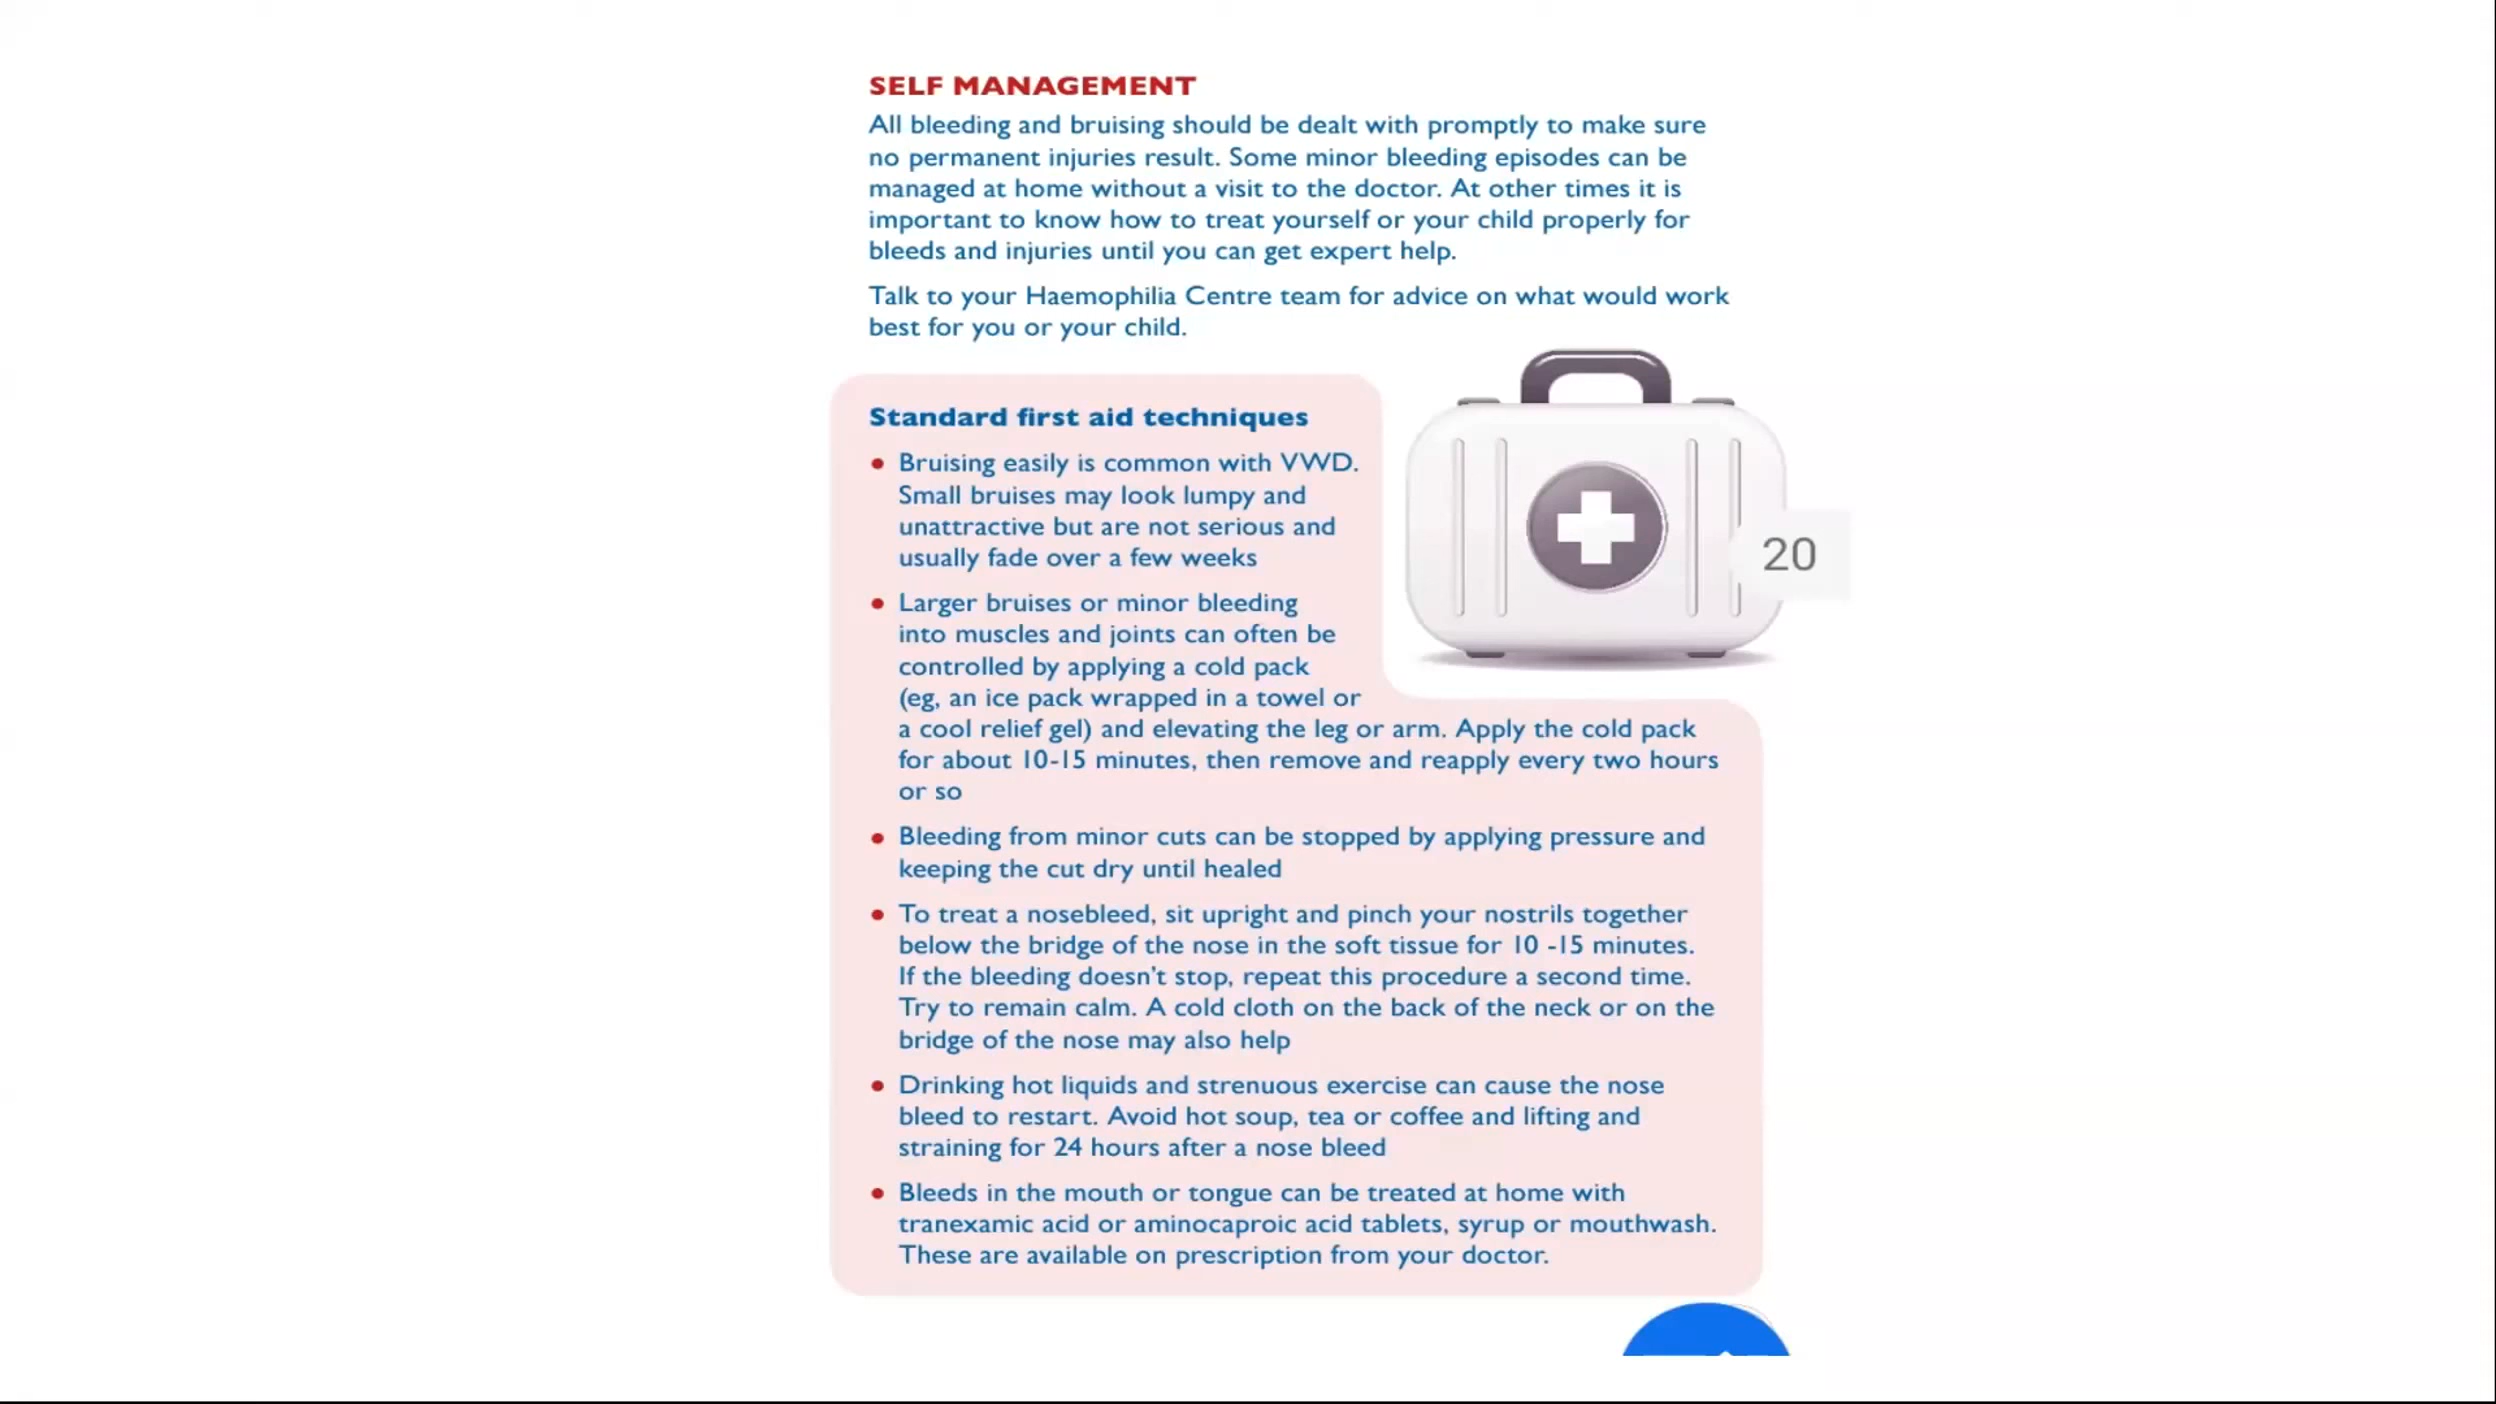 SELF MANAGEMENT
All bleeding and bruising should be dealt with promptly to make sure
no permanent injuries result. Some minor bleeding episodes can be
managed at home without a visit to the doctor. At other times it is
important to know how to treat yourself or your child properly for
bleeds and injuries until you can get expert help.
Talk to your Haemophilia Centre team for advice on what would work
best for you or your child.
Standard first aid techniques
• Bruising easily is common with VWD.
Small bruises may look lumpy and
unattractive but are not serious and
usually fade over a few weeks
20
• Larger bruises or minor bleeding
into muscles and joints can often be
controlled by applying a cold pack
(eg, an ice pack wrapped in a towel or
a cool relief gel) and elevating the leg or arm. Apply the cold pack
for about 10-15 minutes, then remove and reapply every two hours
or so
• Bleeding from minor cuts can be stopped by applying pressure and
keeping the cut dry until healed
• To treat a nosebleed, sit upright and pinch your nostrils together
below the bridge of the nose in the soft tissue for 10 -15 minutes.
If the bleeding doesn't stop, repeat this procedure a second time.
Try to remain calm. A cold cloth on the back of the neck or on the
bridge of the nose may also help
• Drinking hot liquids and strenuous exercise can cause the nose
bleed to restart. Avoid hot soup, tea or coffee and lifting and
straining for 24 hours after a nose bleed
• Bleeds in the mouth or tongue can be treated at home with
tranexamic acid or aminocaproic acid tablets, syrup or mouthwash.
These are available on prescription from your doctor.